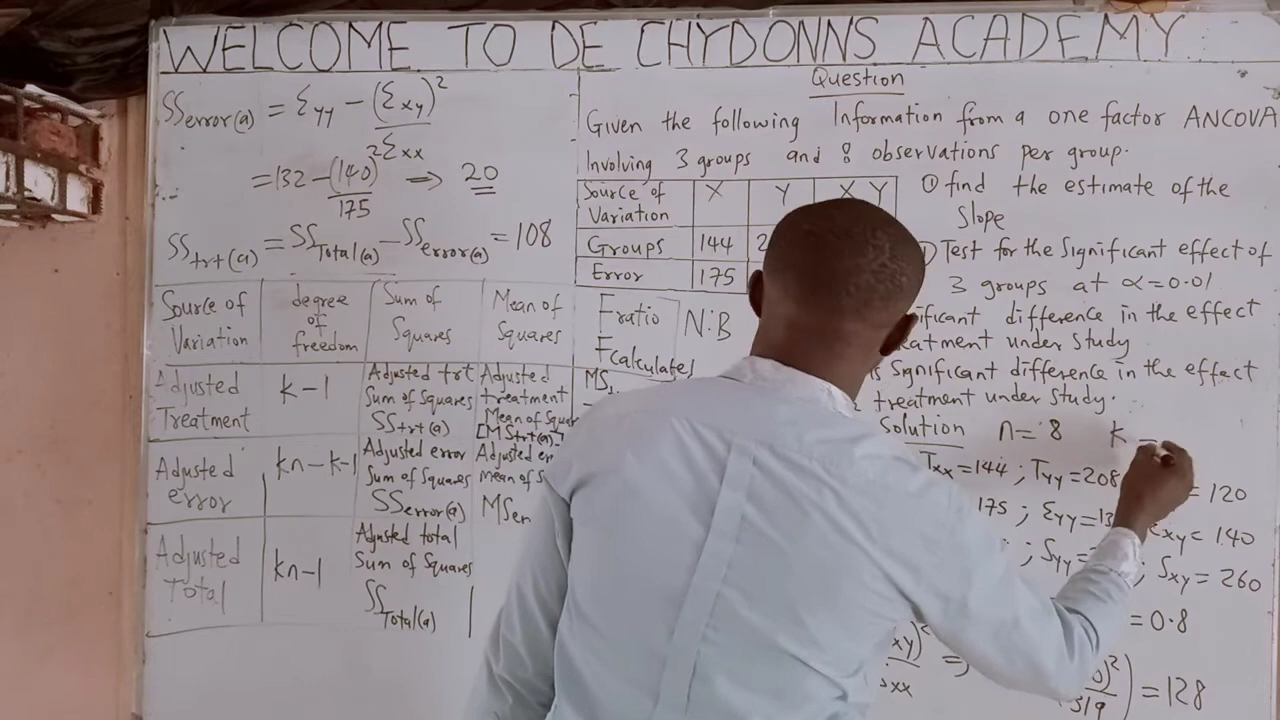 WELCOME TO DE CHYDONNS ACADEMY
SSerror(a) = Σyy − (Σxy)²
Σxx
= 132 − (140)² ⇒ 20
175
SStrt(a) = SSTotal(a) − SSerror(a) = 108
Source of Variation | degree of freedom | Sum of Squares | Mean of Squares | F ratio Fcalculated
Adjusted Treatment | k−1 | Adjusted trt Sum of Squares SStrt(a) | Adjusted treatment Mean of Squares [MStrt(a)]
Adjusted error | kn−k−1 | Adjusted error Sum of Squares SSerror(a) | Adjusted
Adjusted Total | kn−1 | Adjusted total Sum of Squares SSTotal(a)
N:B
Question
Given the following Information from a one factor ANCOVA
Involving 3 groups and 8 observations per group.
Source of Variation | X | Y | X Y
Groups | 144
Error | 175
① find the estimate of the
Slope
Test for the Significant effect of
3 groups at α=0.01
difference in the effect
treatment under Study
Significant difference in the effect
treatment under Study.
Solution n=8 k =
Txx=144 ; Tyy=208 = 120
175 ; Σyy= Σxy= 140
; Syy= ; Sxy = 260
= 0.8
xy)² ⇒ )² = 128
xx 319